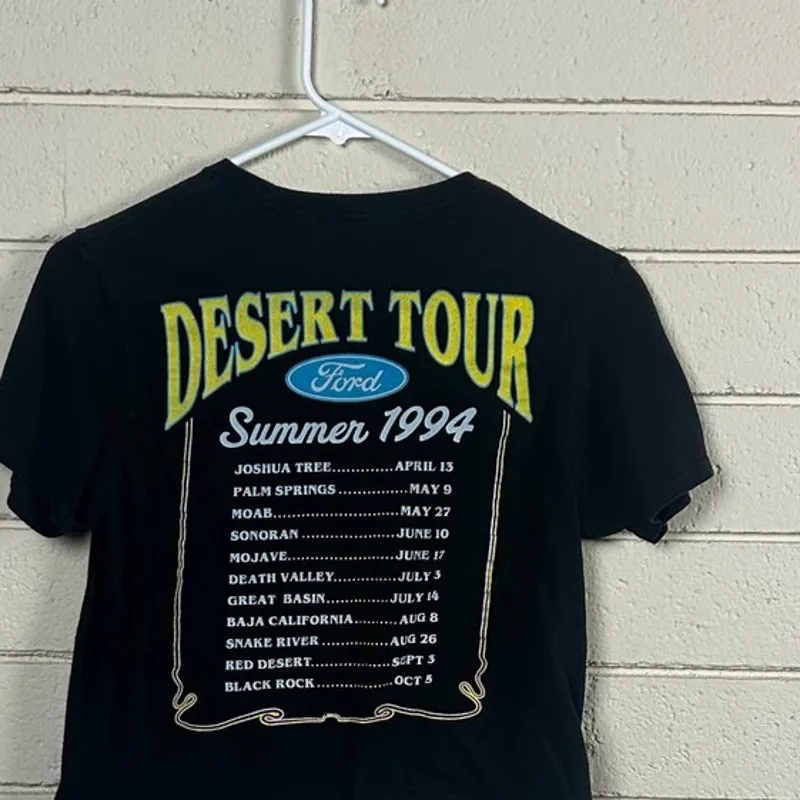 DESERT TOUR
Ford
Summer 1994
JOSHUA TREE.............APRIL 13
PALM SPRINGS...............MAY 9
MOAB...........................MAY 27
SONORAN....................JUNE 10
MOJAVE.......................JUNE 17
DEATH VALLEY..............JULY 3
GREAT BASIN..............JULY 14
BAJA CALIFORNIA..........AUG 8
SNAKE RIVER...............AUG 26
RED DESERT.................SEPT 3
BLACK ROCK.................OCT 5